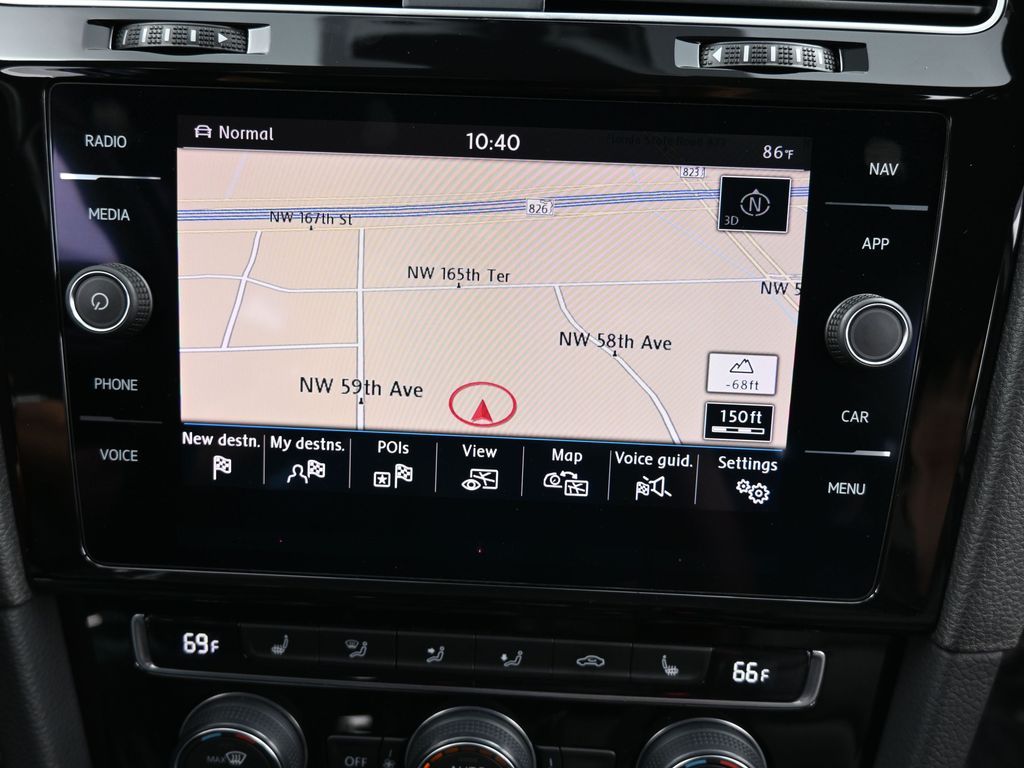 RADIO
MEDIA
PHONE
VOICE
NAV
APP
CAR
MENU
Normal
10:40
86°F
823
826
NW 167th St
N
3D
NW 165th Ter
NW 5
NW 58th Ave
NW 59th Ave
-68ft
150ft
New destn.
My destns.
POIs
View
Map
Voice guid.
Settings
69F
66F
MAX
OFF
AUTO